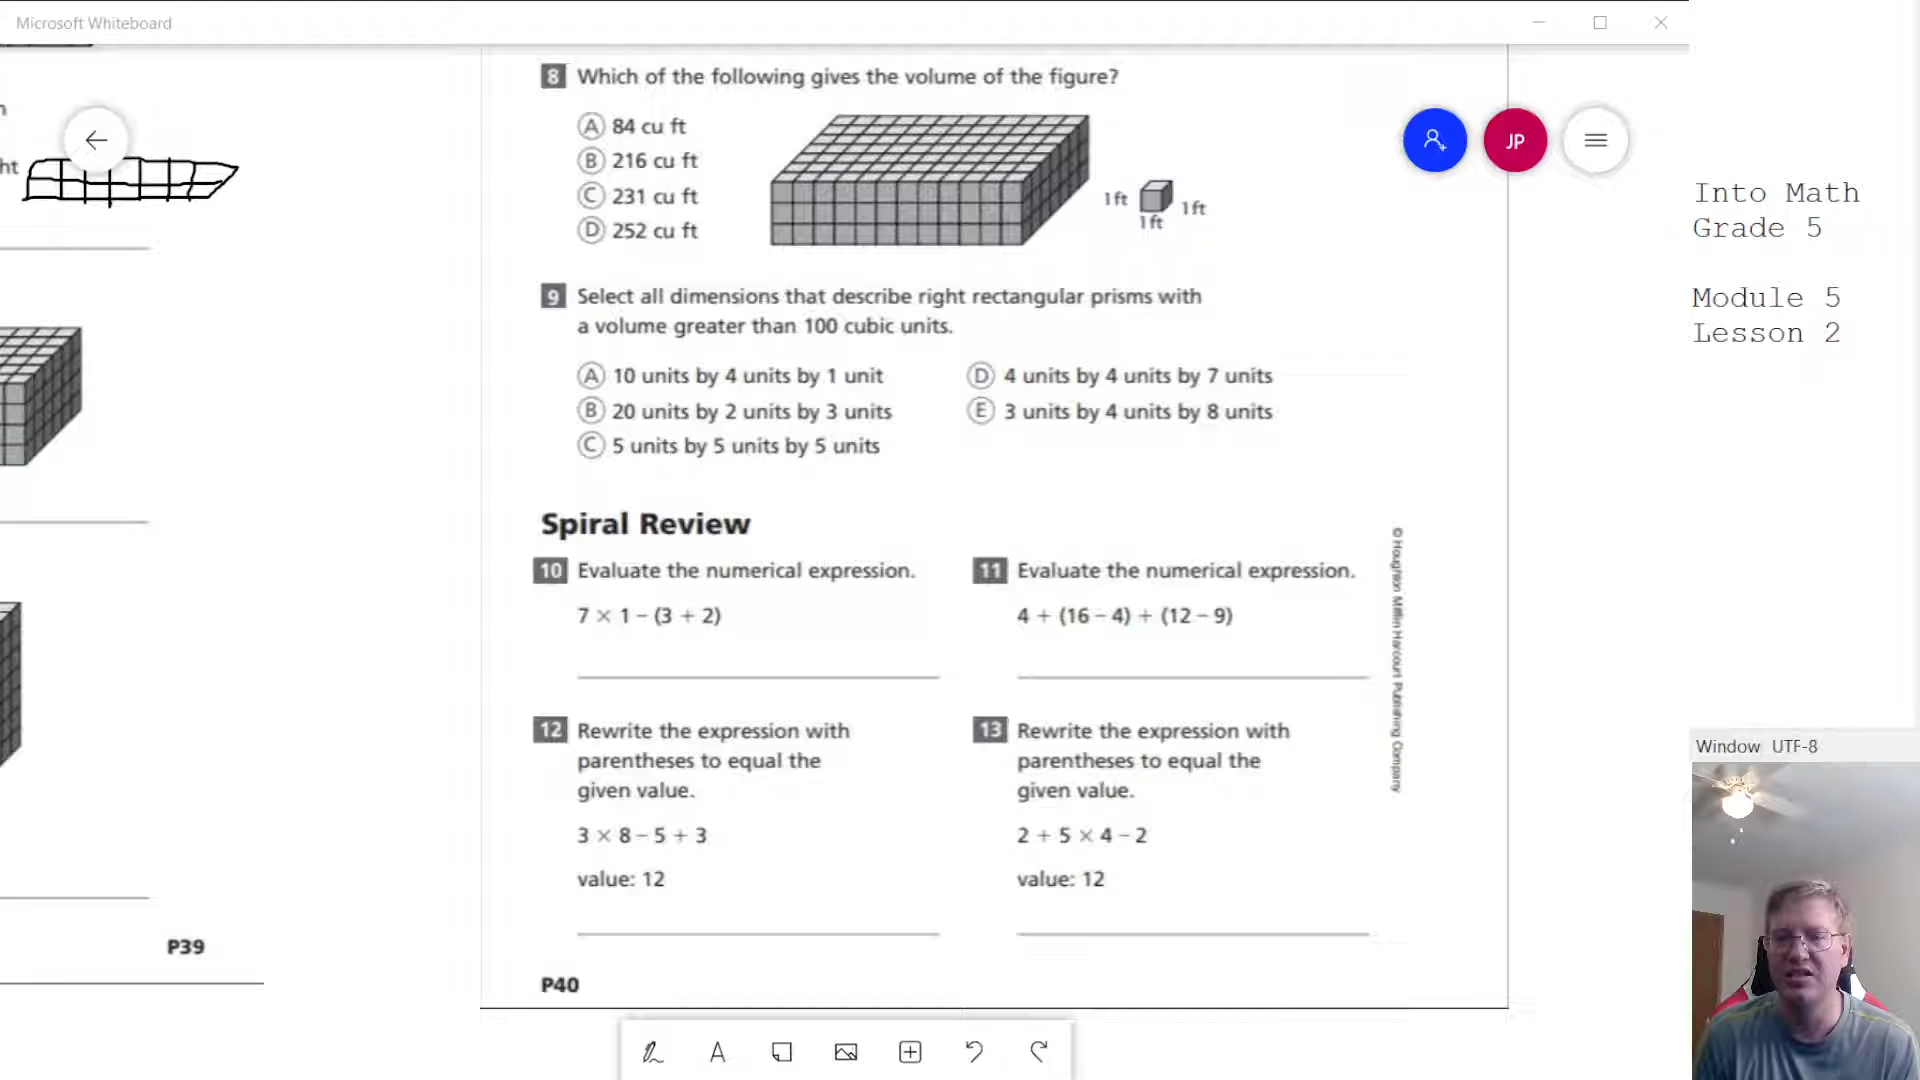 Microsoft Whiteboard
8 Which of the following gives the volume of the figure?
A 84 cu ft
B 216 cu ft
C 231 cu ft
D 252 cu ft
1 ft
1 ft
1 ft
JP
Into Math
Grade 5
Module 5
Lesson 2
ht
9 Select all dimensions that describe right rectangular prisms with
a volume greater than 100 cubic units.
A 10 units by 4 units by 1 unit
B 20 units by 2 units by 3 units
C 5 units by 5 units by 5 units
D 4 units by 4 units by 7 units
E 3 units by 4 units by 8 units
Spiral Review
10 Evaluate the numerical expression.
7 × 1 − (3 + 2)
11 Evaluate the numerical expression.
4 + (16 − 4) + (12 − 9)
12 Rewrite the expression with
parentheses to equal the
given value.
3 × 8 − 5 + 3
value: 12
13 Rewrite the expression with
parentheses to equal the
given value.
2 + 5 × 4 − 2
value: 12
© Houghton Mifflin Harcourt Publishing Company
P39
P40
Window UTF-8